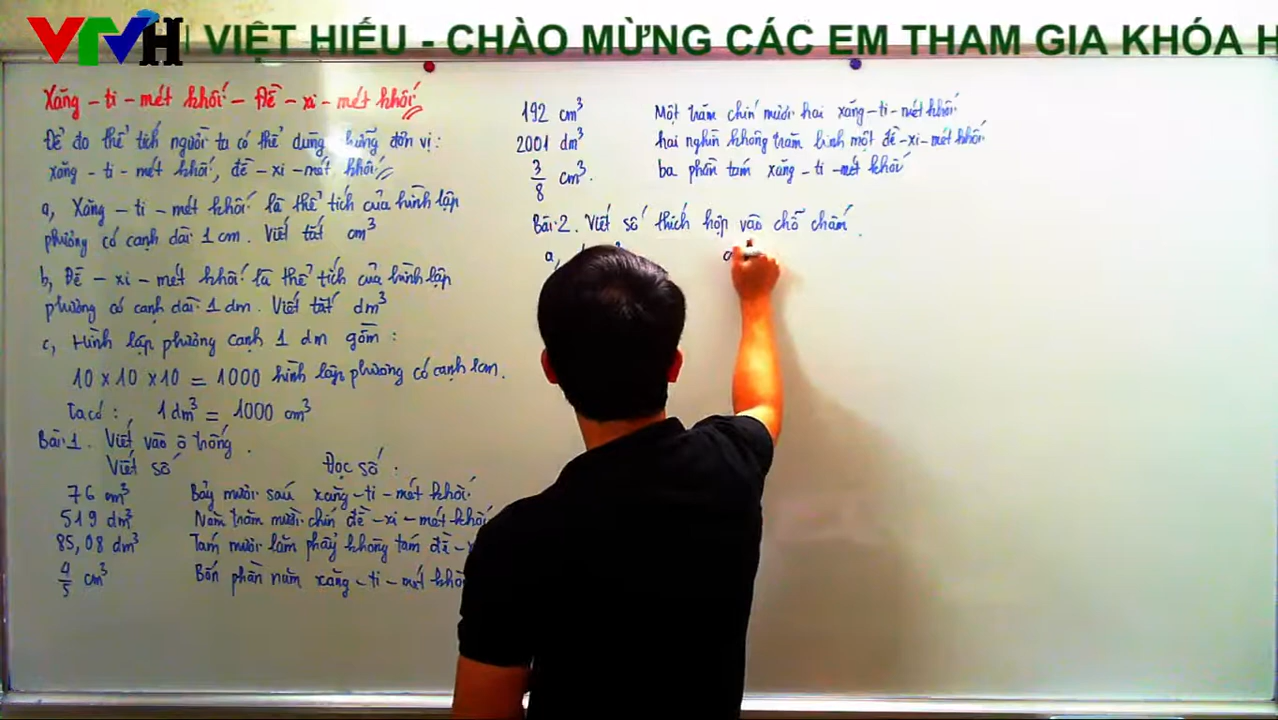 VTVH
VIỆT HIẾU - CHÀO MỪNG CÁC EM THAM GIA KHÓA H
Xăng - ti - mét khối - Đề - xi - mét khối
Để đo thể tích người ta có thể dùng những đơn vị:
xăng - ti - mét khối, đề - xi - mét khối
a, Xăng - ti - mét khối là thể tích của hình lập
phương có cạnh dài 1 cm. Viết tắt cm³
b, Đề - xi - mét khối là thể tích của hình lập
phương có cạnh dài 1 dm. Viết tắt dm³
c, Hình lập phương cạnh 1 dm gồm:
10 x 10 x 10 = 1000 hình lập phương có cạnh 1cm.
Ta có: 1 dm³ = 1000 cm³
Bài 1. Viết vào ô trống.
Viết số Đọc số.
76 cm³ Bảy mươi sáu xăng-ti-mét khối
519 dm³ Năm trăm mười chín đề-xi-mét khối
85,08 dm³ Tám mươi lăm phẩy không tám đề-x
4/5 cm³ Bốn phần năm xăng-ti-mét khối
192 cm³ Một trăm chín mươi hai xăng-ti-mét khối
2001 dm³ hai nghìn không trăm linh một đề-xi-mét khối
3/8 cm³. ba phần tám xăng-ti-mét khối
Bài 2. Viết số thích hợp vào chỗ chấm.
a,